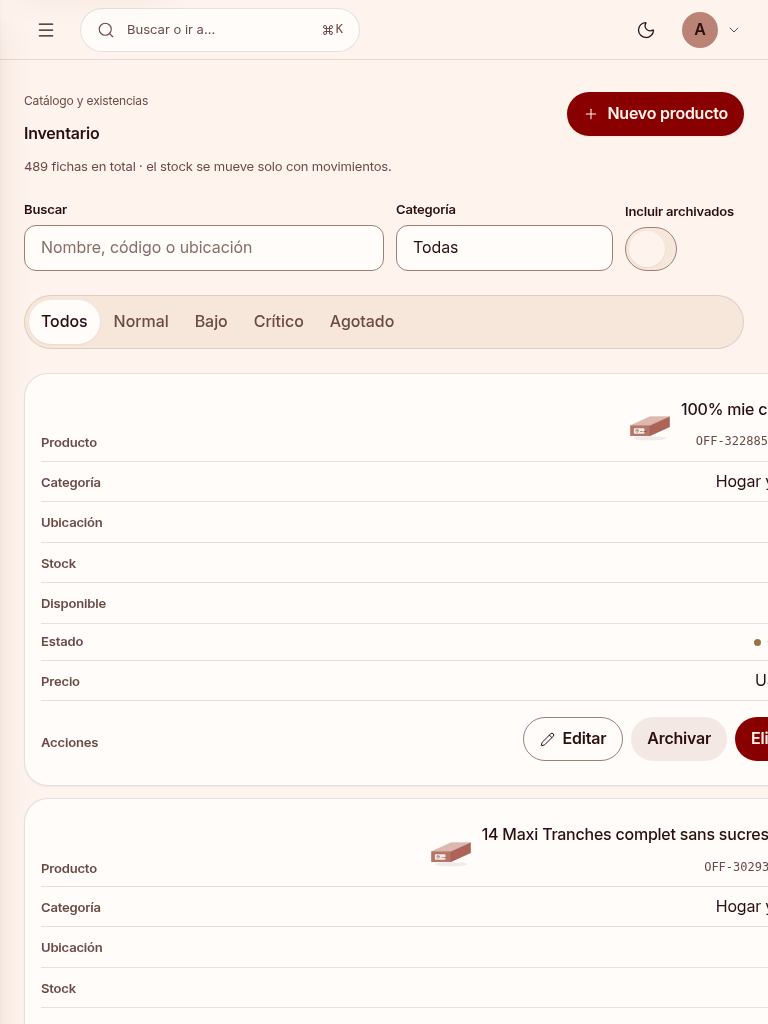 Buscar o ir a...
⌘K
A
Catálogo y existencias
Inventario
Nuevo producto
489 fichas en total · el stock se mueve solo con movimientos.
Buscar
Categoría
Incluir archivados
Nombre, código o ubicación
Todas
Todos
Normal
Bajo
Crítico
Agotado
100% mie c
OFF-322885
Producto
Categoría
Hogar y
Ubicación
Stock
Disponible
Estado
Precio
U
Acciones
Editar
Archivar
Eli
14 Maxi Tranches complet sans sucres
OFF-30293
Producto
Categoría
Hogar y
Ubicación
Stock